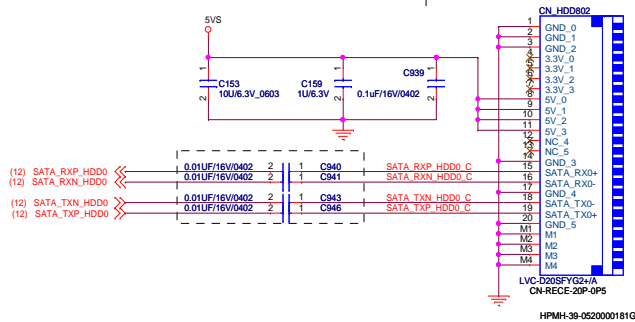 CN_HDD802
5VS
1 GND_0
2 GND_1
3 GND_2
4 3.3V_0
5 3.3V_1
6 3.3V_2
7 3.3V_3
8 5V_0
9 5V_1
10 5V_2
11 5V_3
12 NC_4
13 NC_5
14 GND_3
15 SATA_RX0+
16 SATA_RX0-
17 GND_4
18 SATA_TX0-
19 SATA_TX0+
20 GND_5
M1 M1
M2 M2
M3 M3
M4 M4
1 1 1
C153 C159 C939
10U/6.3V_0603 1U/6.3V 0.1uF/16V/0402
2 2 2
(12) SATA_RXP_HDD0 0.01UF/16V/0402 2 1 C940 SATA_RXP_HDD0_C
(12) SATA_RXN_HDD0 0.01UF/16V/0402 2 1 C941 SATA_RXN_HDD0_C
(12) SATA_TXN_HDD0 0.01UF/16V/0402 2 1 C943 SATA_TXN_HDD0_C
(12) SATA_TXP_HDD0 0.01UF/16V/0402 2 1 C946 SATA_TXP_HDD0_C
LVC-D20SFYG2+/A
CN-RECE-20P-0P5
HPMH-39-0520000181G